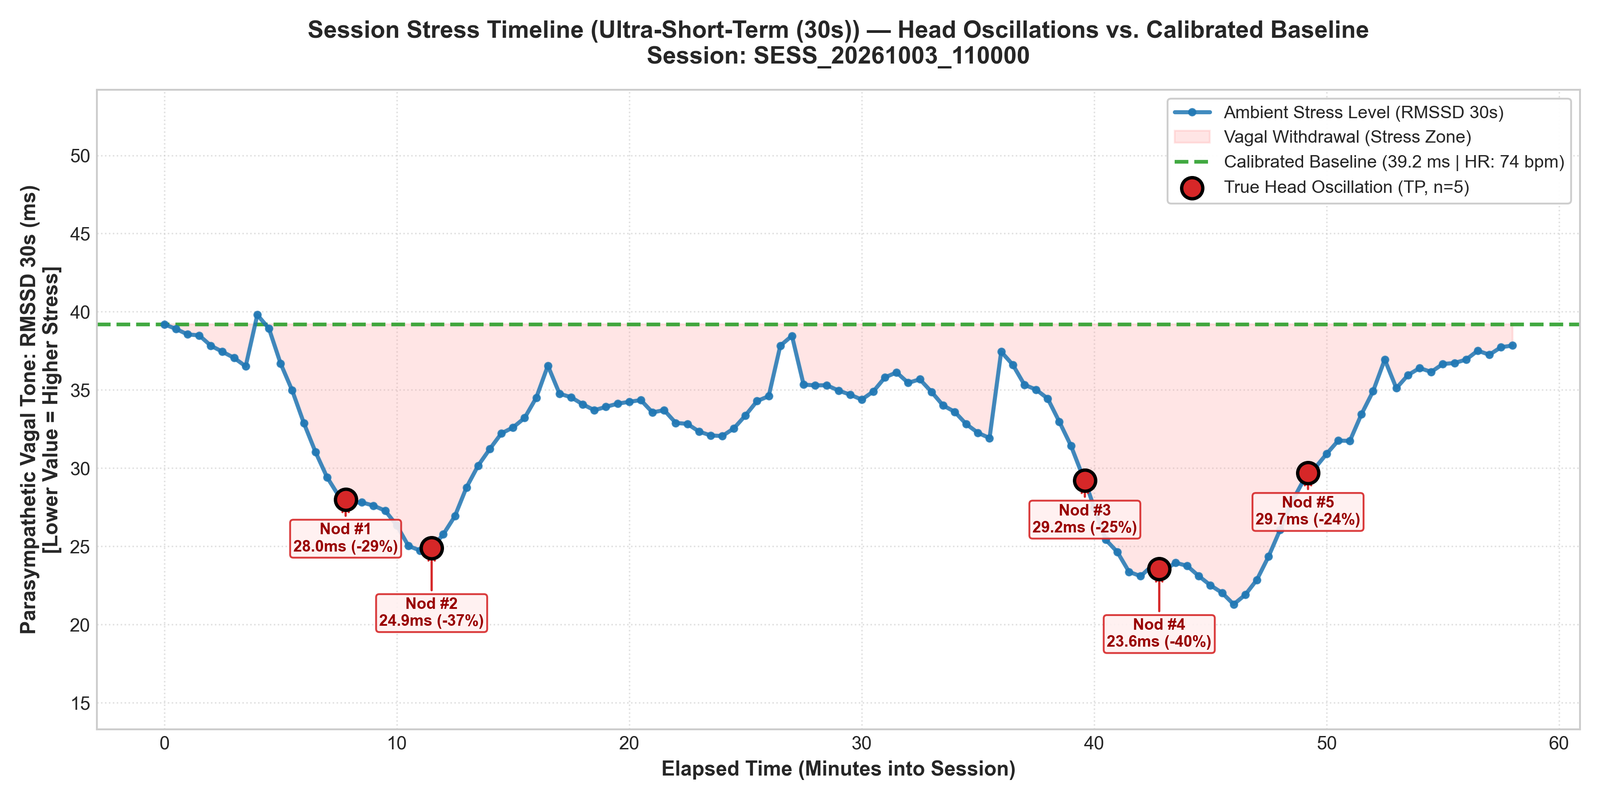 Session Stress Timeline (Ultra-Short-Term (30s)) — Head Oscillations vs. Calibrated Baseline
Session: SESS_20261003_110000
Ambient Stress Level (RMSSD 30s)
Vagal Withdrawal (Stress Zone)
Calibrated Baseline (39.2 ms | HR: 74 bpm)
True Head Oscillation (TP, n=5)
Parasympathetic Vagal Tone: RMSSD 30s (ms)
[Lower Value = Higher Stress]
50
45
40
35
30
25
20
15
Nod #1
28.0ms (-29%)
Nod #2
24.9ms (-37%)
Nod #3
29.2ms (-25%)
Nod #4
23.6ms (-40%)
Nod #5
29.7ms (-24%)
0
10
20
30
40
50
60
Elapsed Time (Minutes into Session)